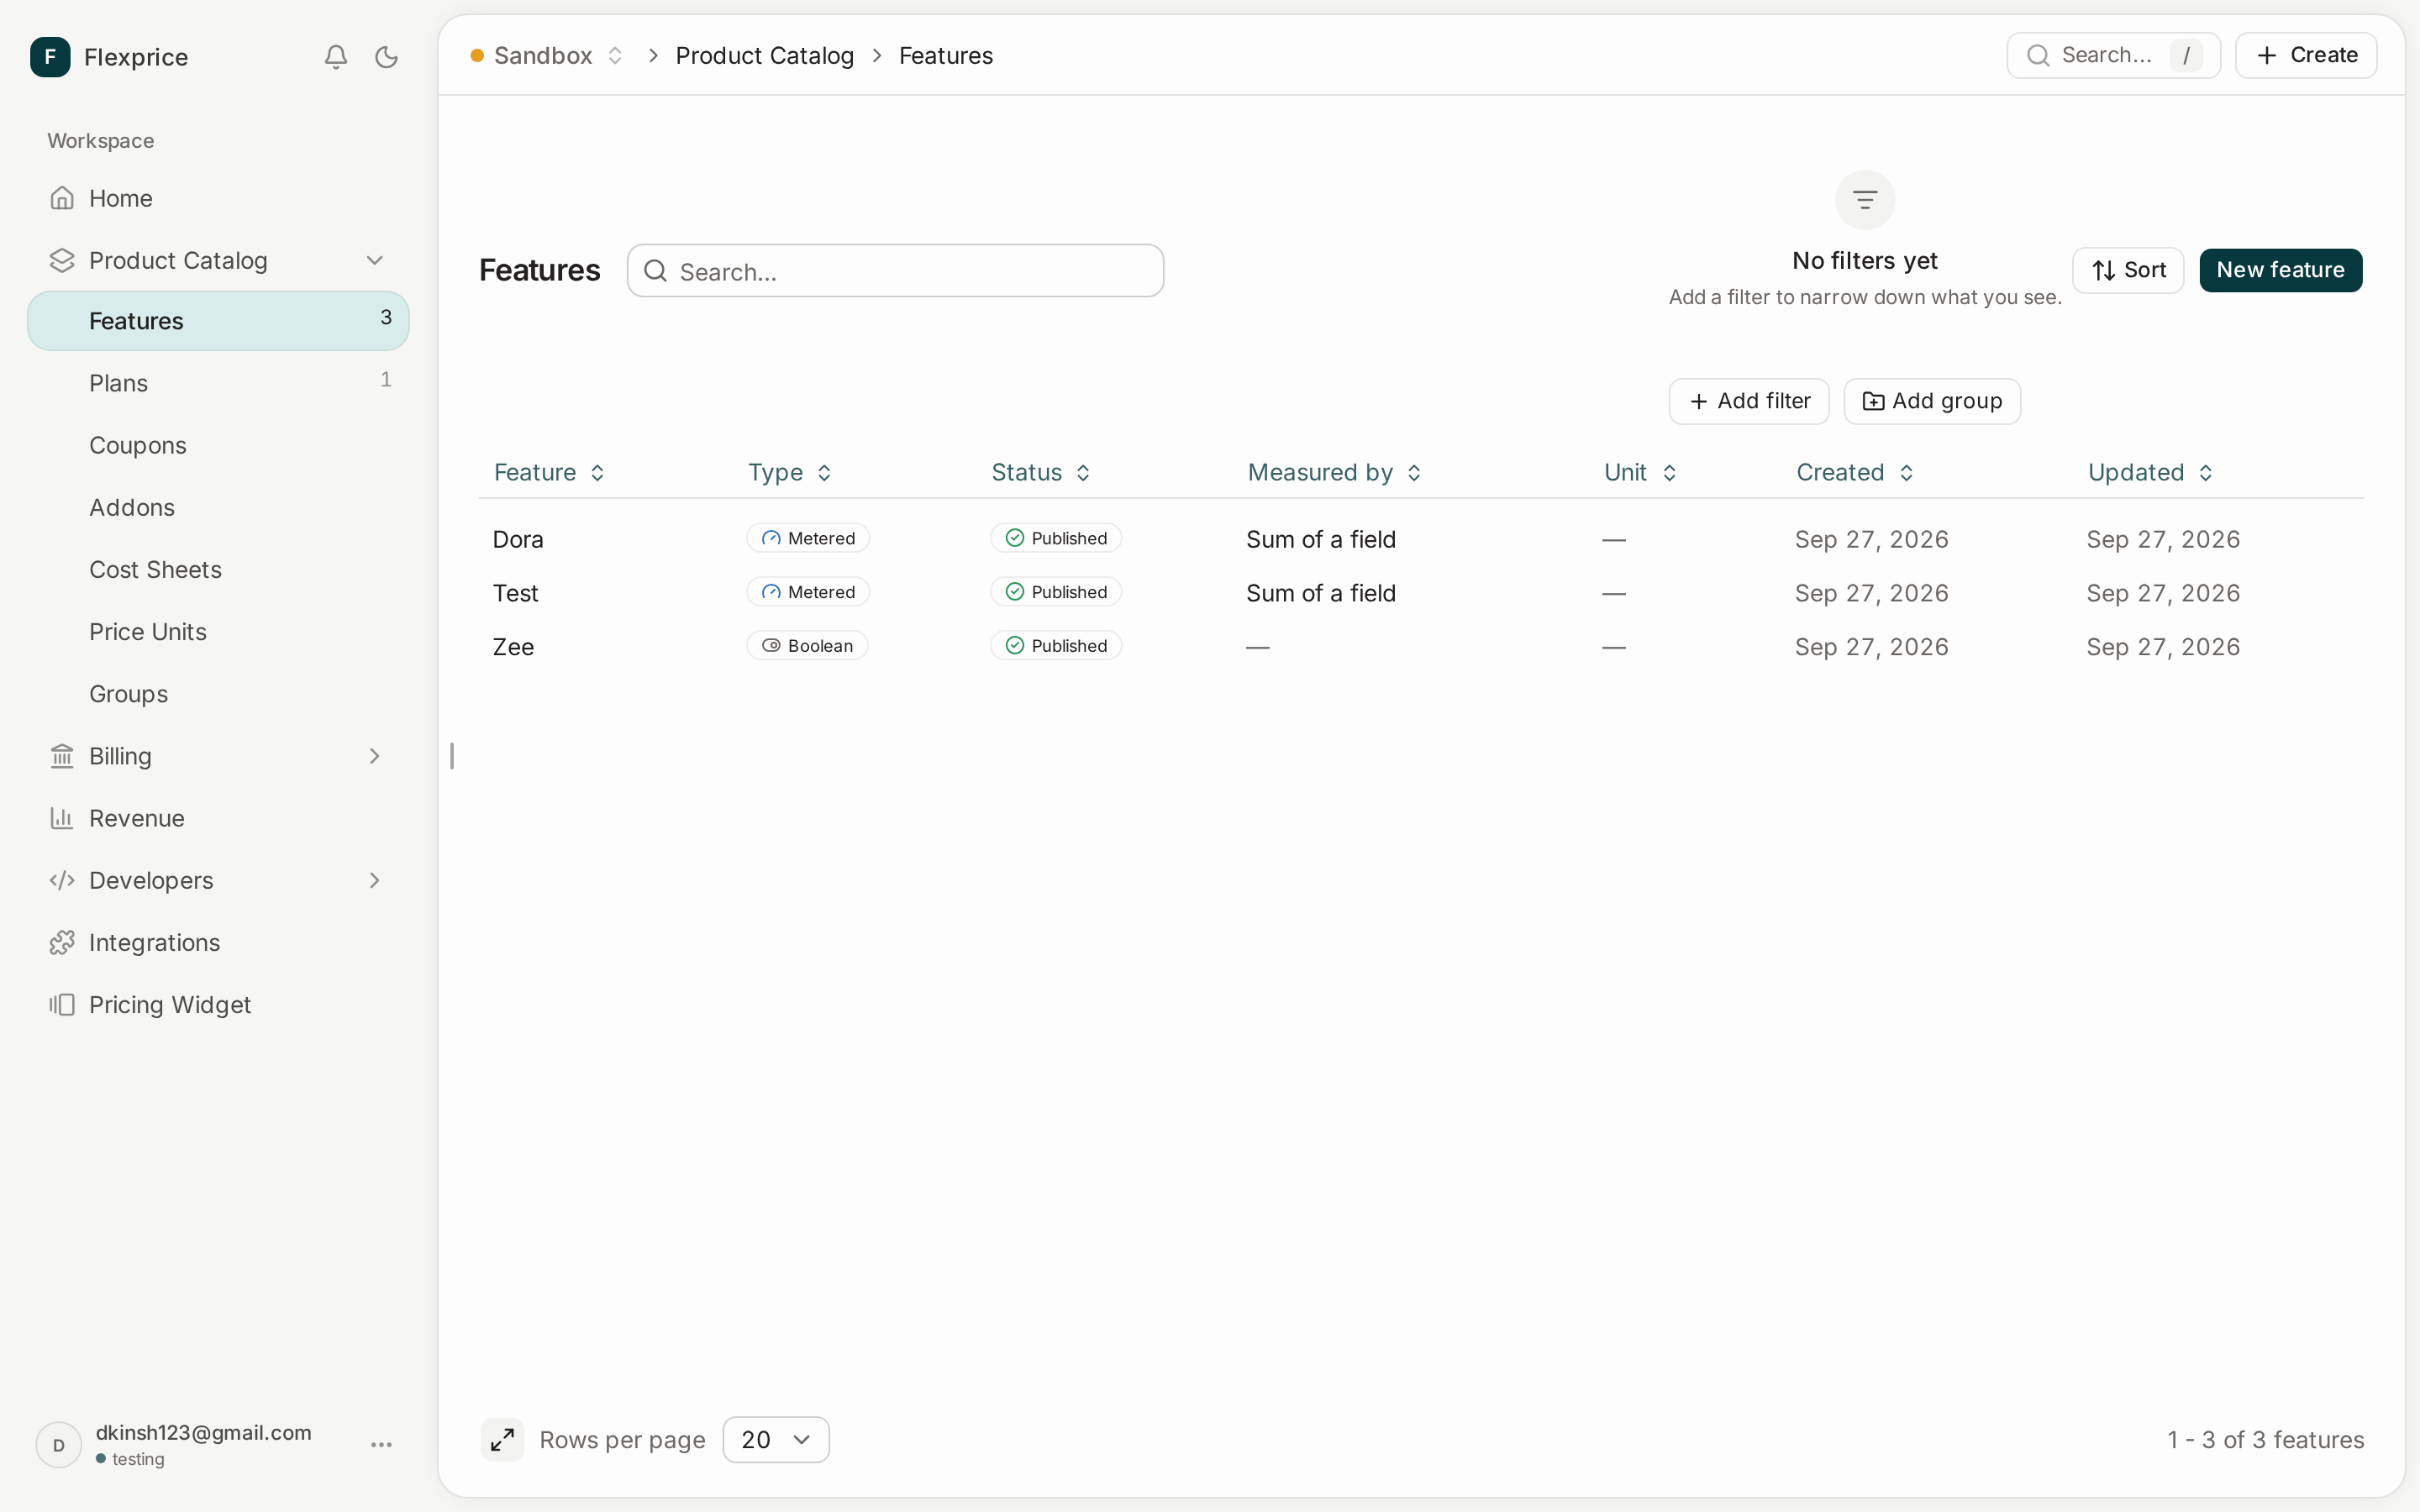 F Flexprice
Workspace
Home
Product Catalog
Features 3
Plans 1
Coupons
Addons
Cost Sheets
Price Units
Groups
Billing
Revenue
Developers
Integrations
Pricing Widget
D dkinsh123@gmail.com
testing
Sandbox Product Catalog Features Search... / Create
Features Search...
No filters yet
Add a filter to narrow down what you see.
Sort New feature
Add filter Add group
Feature Type Status Measured by Unit Created Updated
Dora Metered Published Sum of a field — Sep 27, 2026 Sep 27, 2026
Test Metered Published Sum of a field — Sep 27, 2026 Sep 27, 2026
Zee Boolean Published — — Sep 27, 2026 Sep 27, 2026
Rows per page 20 1 - 3 of 3 features